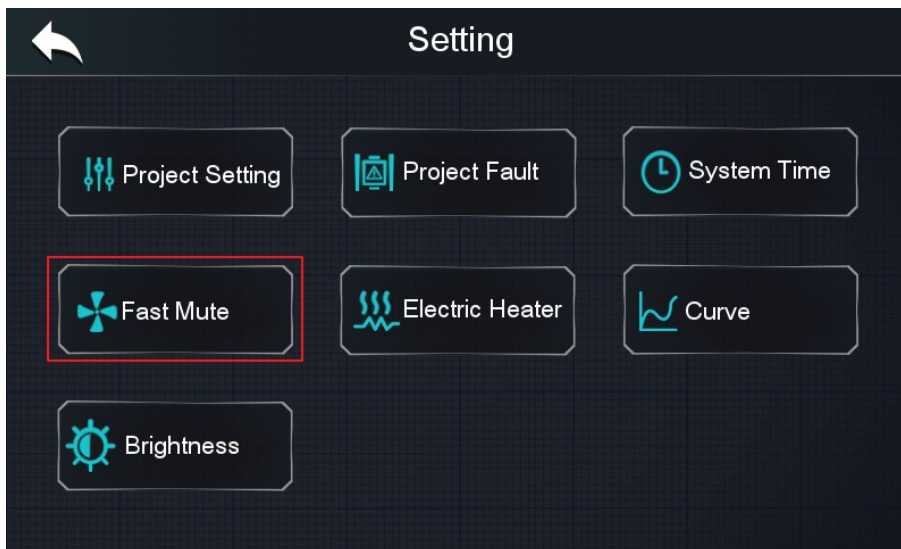 Setting
Project Setting
Project Fault
System Time
Fast Mute
Electric Heater
Curve
Brightness